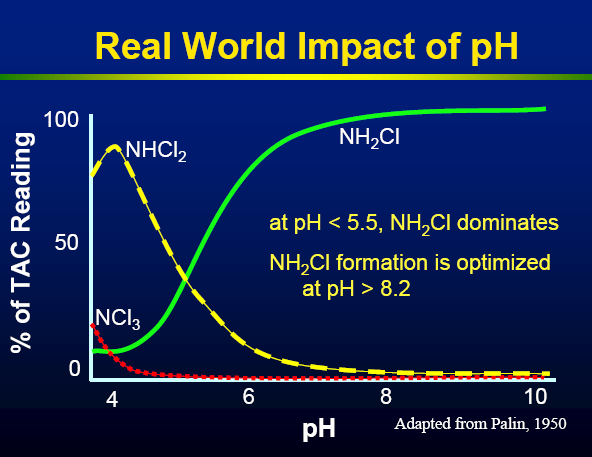 Real World Impact of pH
% of TAC Reading
100
50
0
NHCl₂
NH₂Cl
NCl₃
at pH < 5.5, NH₂Cl dominates
NH₂Cl formation is optimized
at pH > 8.2
4
6
8
10
pH
Adapted from Palin, 1950